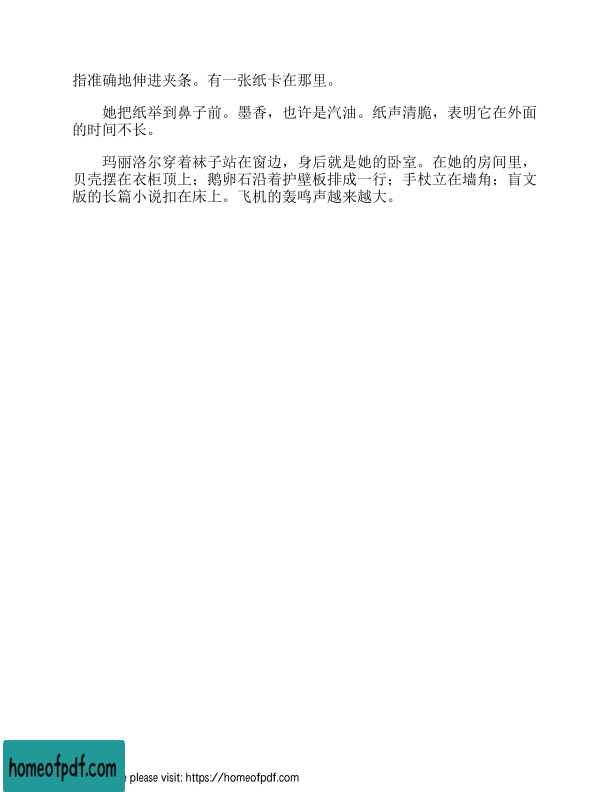 指准确地伸进夹条。有一张纸卡在那里。
她把纸举到鼻子前。墨香，也许是汽油。纸声清脆，表明它在外面
的时间不长。
玛丽洛尔穿着袜子站在窗边，身后就是她的卧室。在她的房间里，
贝壳摆在衣柜顶上；鹅卵石沿着护壁板排成一行；手杖立在墙角；盲文
版的长篇小说扣在床上。飞机的轰鸣声越来越大。
homeofpdf.com
please visit: https://homeofpdf.com